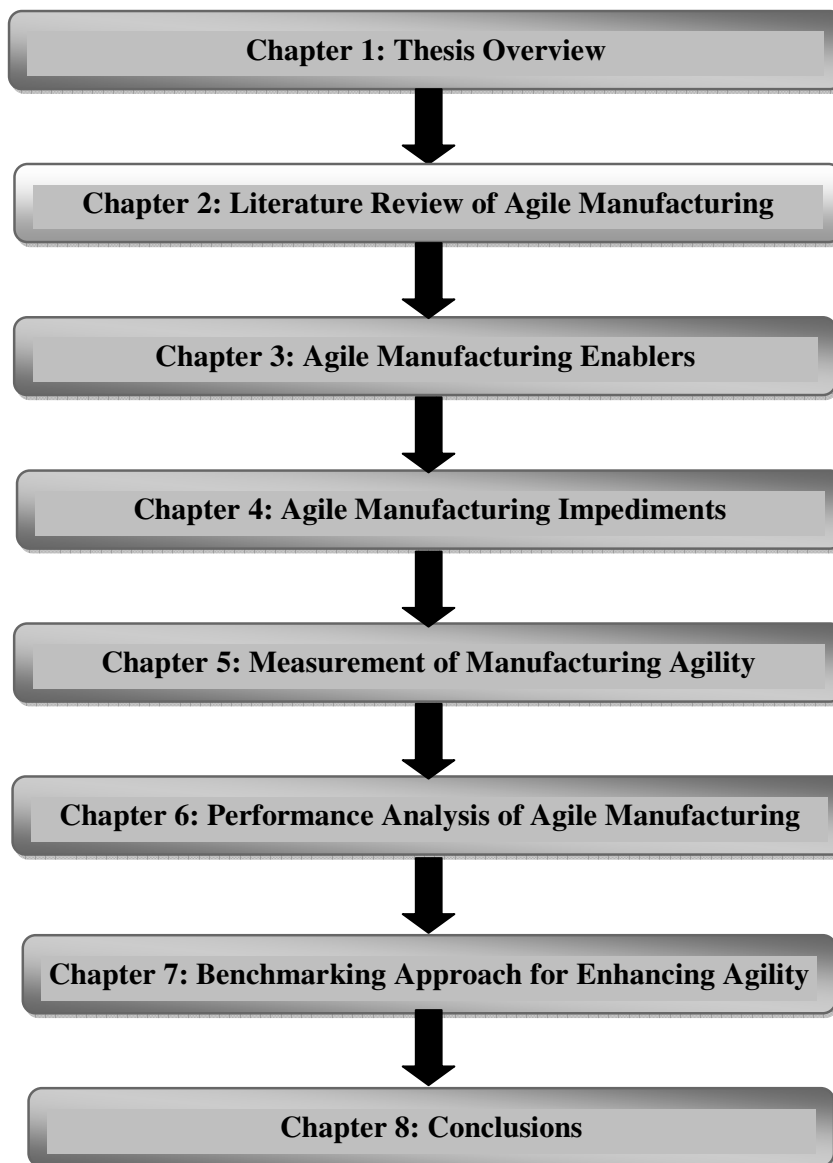 Chapter 1: Thesis Overview
Chapter 2: Literature Review of Agile Manufacturing
Chapter 3: Agile Manufacturing Enablers
Chapter 4: Agile Manufacturing Impediments
Chapter 5: Measurement of Manufacturing Agility
Chapter 6: Performance Analysis of Agile Manufacturing
Chapter 7: Benchmarking Approach for Enhancing Agility
Chapter 8: Conclusions